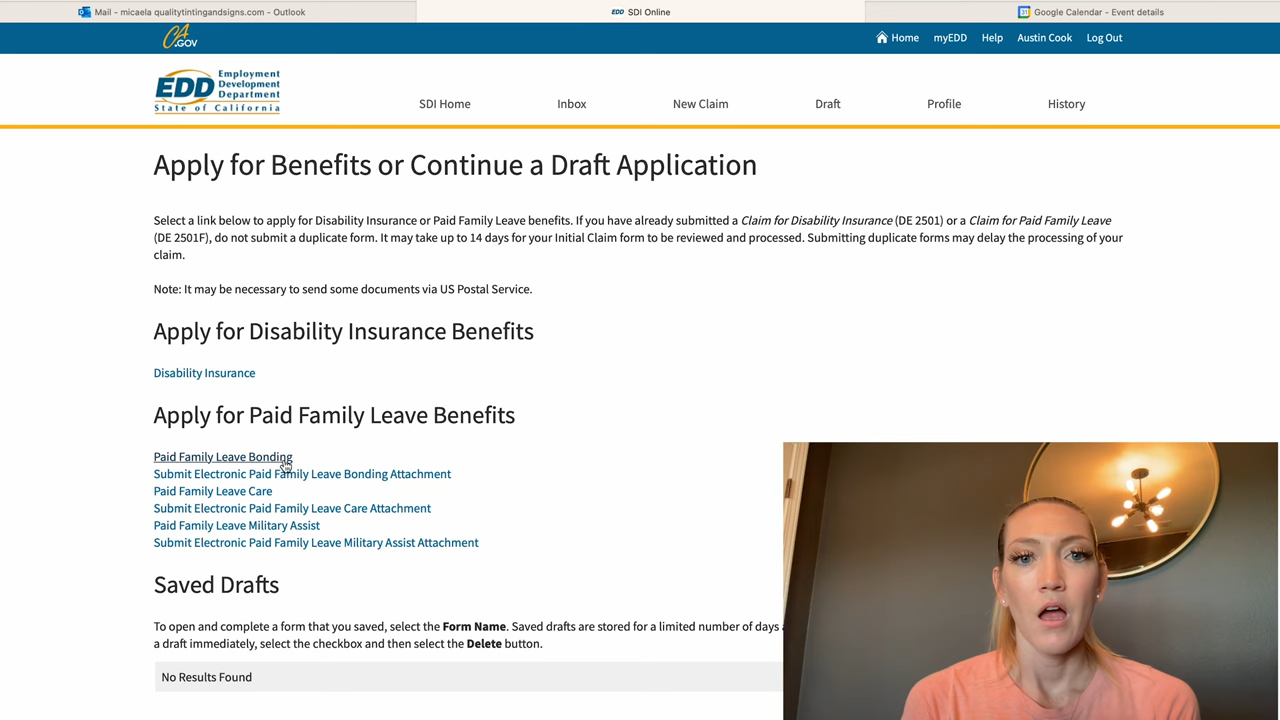 Mail - micaela qualitytintingandsigns.com - Outlook
EDD SDI Online
31 Google Calendar - Event details
CA.GOV
Home myEDD Help Austin Cook Log Out
EDD Employment
Development
Department
State of California
SDI Home Inbox New Claim Draft Profile History
Apply for Benefits or Continue a Draft Application
Select a link below to apply for Disability Insurance or Paid Family Leave benefits. If you have already submitted a Claim for Disability Insurance (DE 2501) or a Claim for Paid Family Leave
(DE 2501F), do not submit a duplicate form. It may take up to 14 days for your Initial Claim form to be reviewed and processed. Submitting duplicate forms may delay the processing of your
claim.
Note: It may be necessary to send some documents via US Postal Service.
Apply for Disability Insurance Benefits
Disability Insurance
Apply for Paid Family Leave Benefits
Paid Family Leave Bonding
Submit Electronic Paid Family Leave Bonding Attachment
Paid Family Leave Care
Submit Electronic Paid Family Leave Care Attachment
Paid Family Leave Military Assist
Submit Electronic Paid Family Leave Military Assist Attachment
Saved Drafts
To open and complete a form that you saved, select the Form Name. Saved drafts are stored for a limited number of days
a draft immediately, select the checkbox and then select the Delete button.
No Results Found